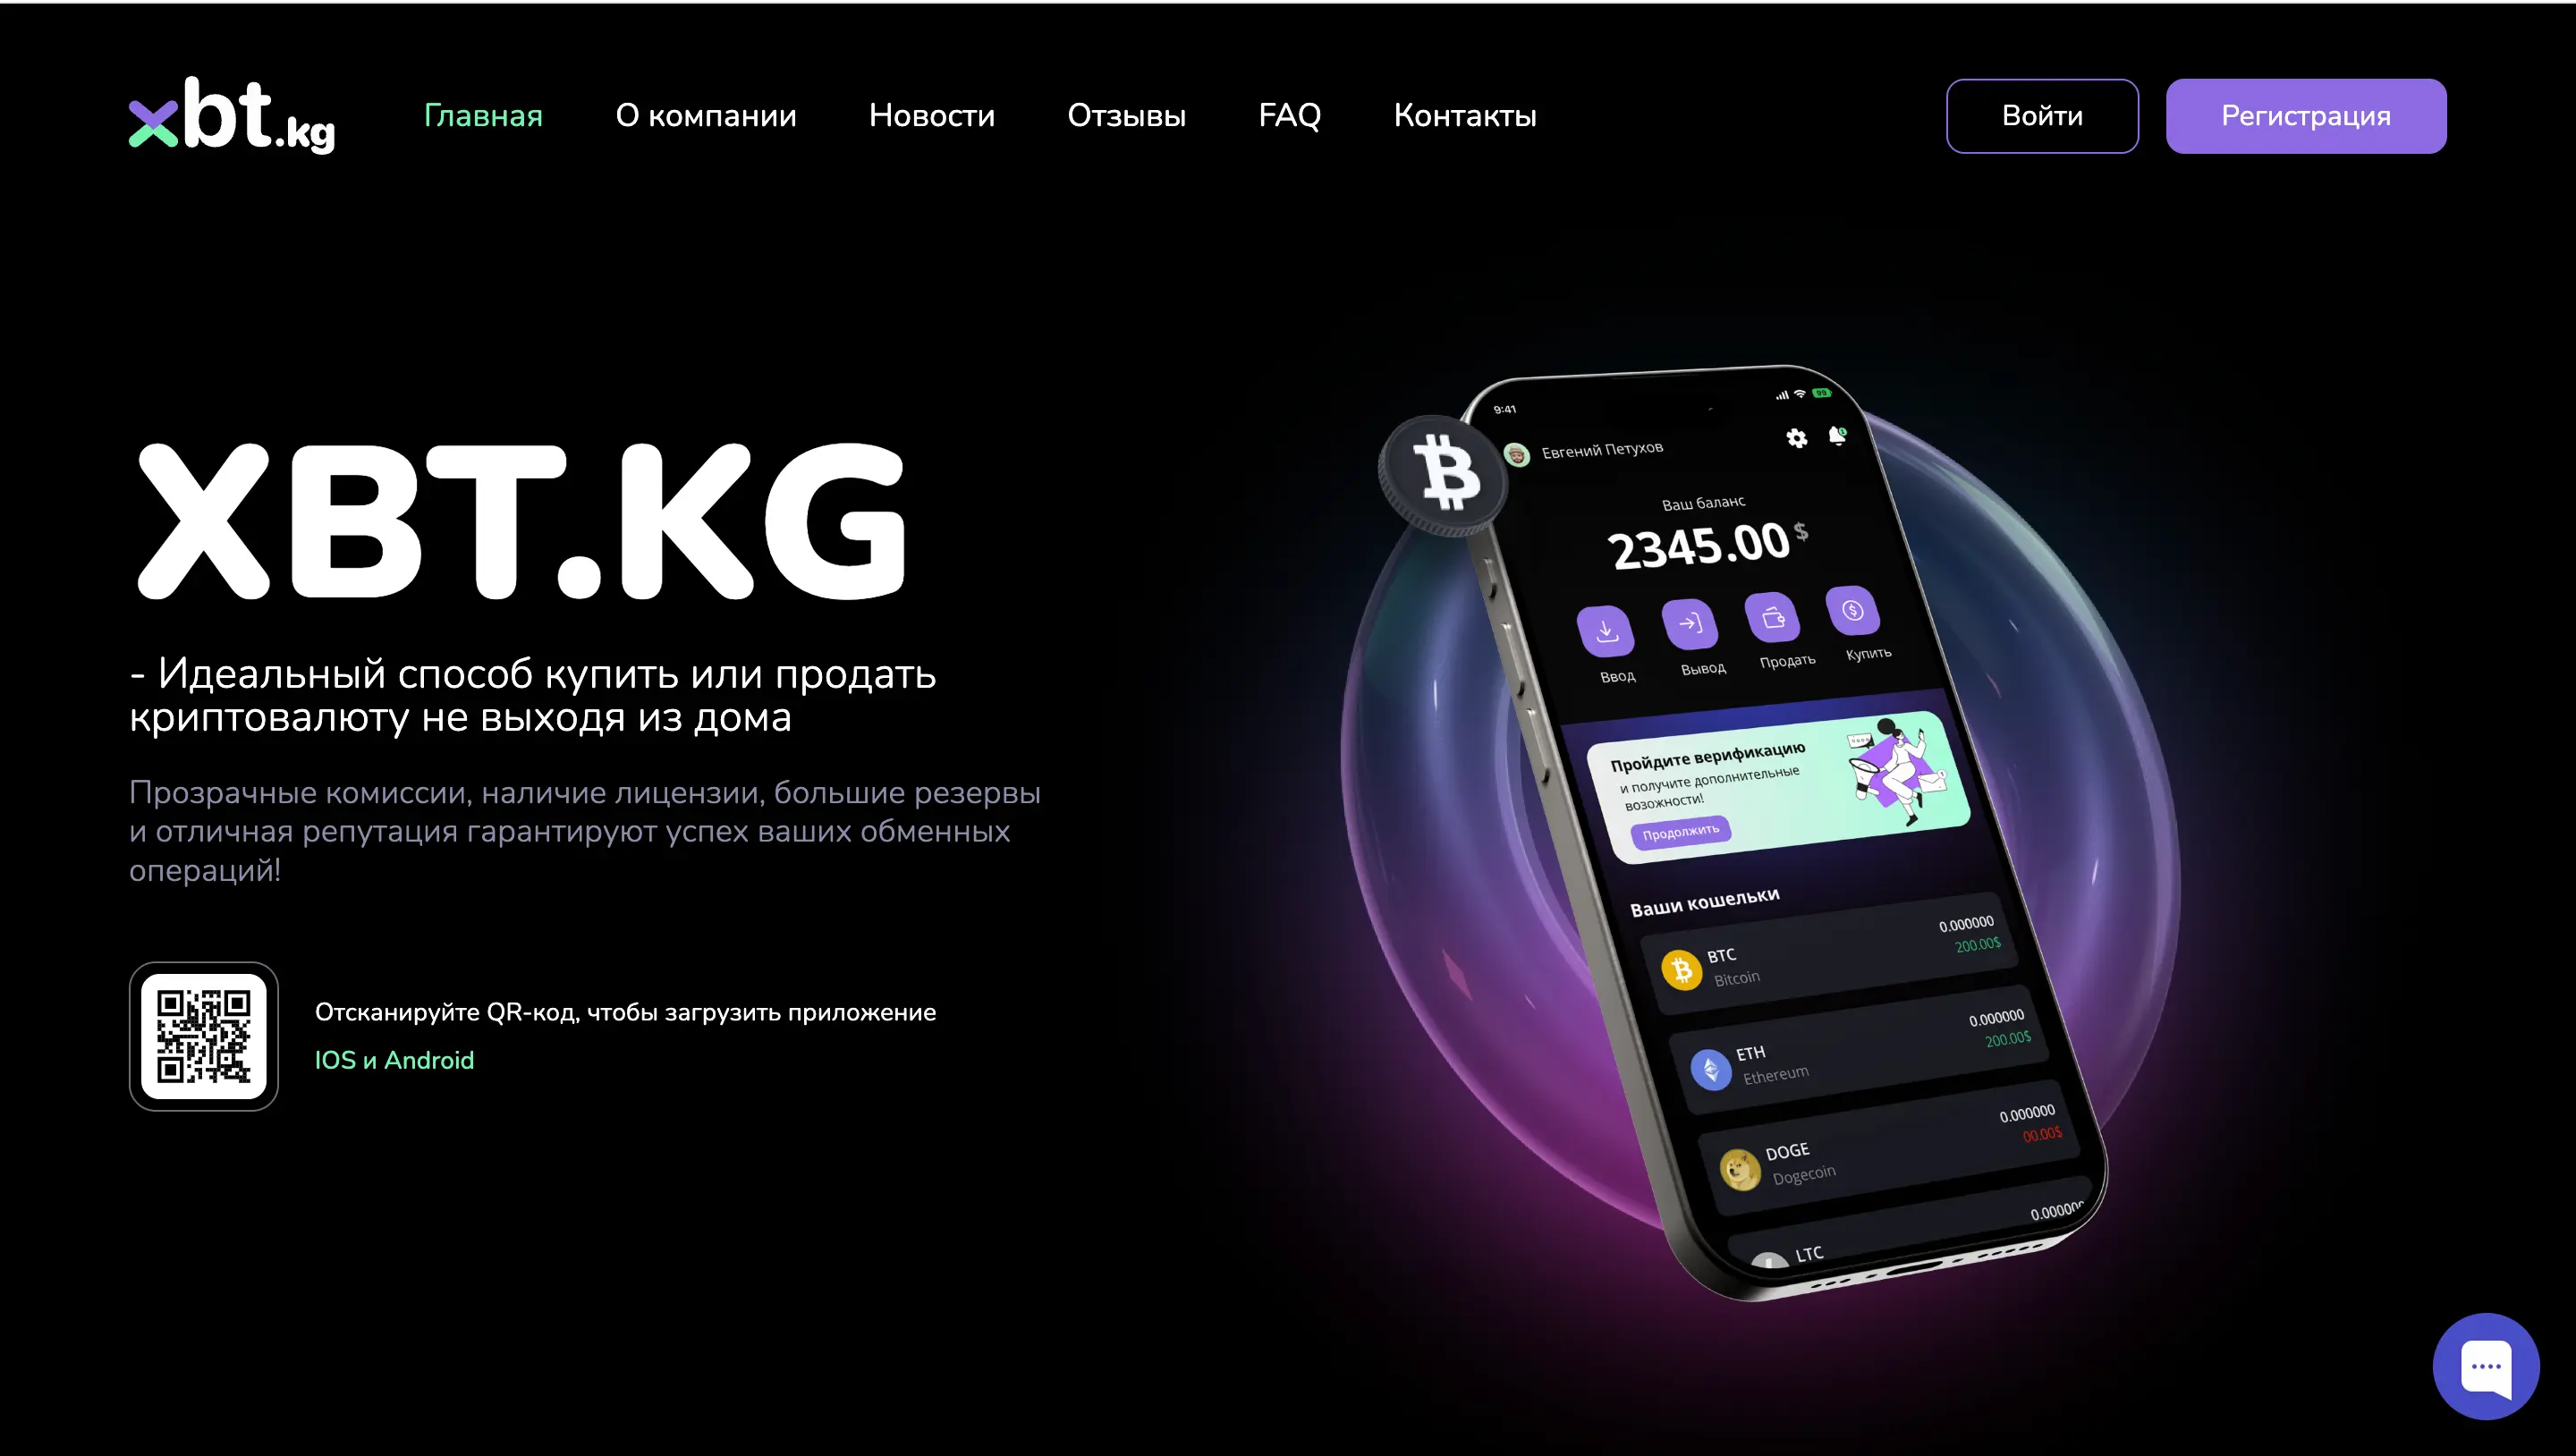 xbt.kg
Главная
О компании
Новости
Отзывы
FAQ
Контакты
Войти
Регистрация
XBT.KG
- Идеальный способ купить или продать
криптовалюту не выходя из дома
Прозрачные комиссии, наличие лицензии, большие резервы
и отличная репутация гарантируют успех ваших обменных
операций!
Отсканируйте QR-код, чтобы загрузить приложение
IOS и Android
9:41
99
Евгений Петухов
Ваш баланс
2345.00 $
Ввод
Вывод
Продать
Купить
Пройдите верификацию
и получите дополнительные
возожности!
Продолжить
Ваши кошельки
BTC
Bitcoin
0.000000
200.00$
ETH
Ethereum
0.000000
200.00$
DOGE
Dogecoin
0.000000
00.00$
LTC
0.000000